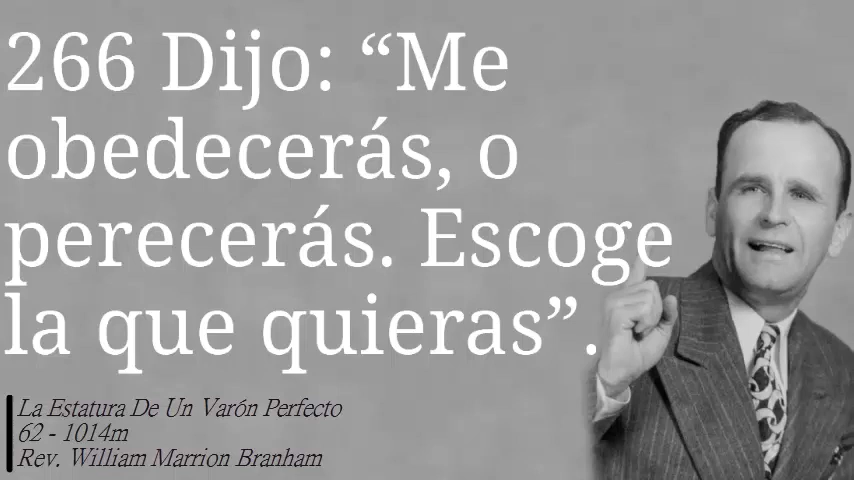 266 Dijo: “Me
obedecerás, o
perecerás. Escoge
la que quieras”.
La Estatura De Un Varón Perfecto
62 - 1014m
Rev. William Marrion Branham